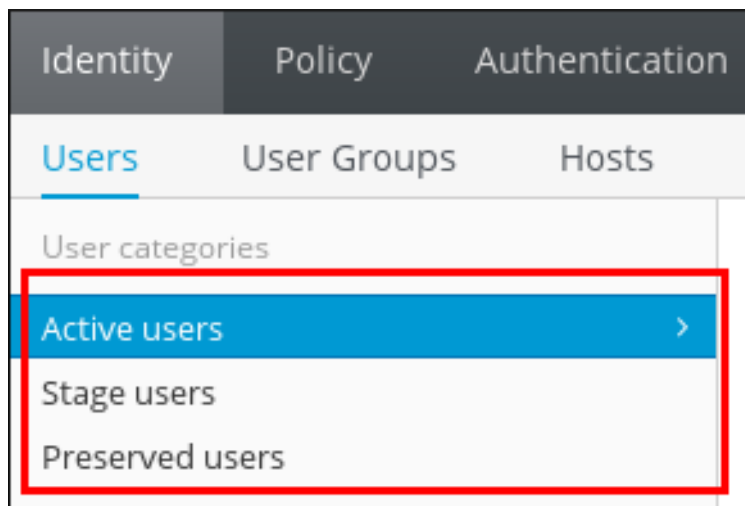 Identity Policy Authentication
Users User Groups Hosts
User categories
Active users
Stage users
Preserved users